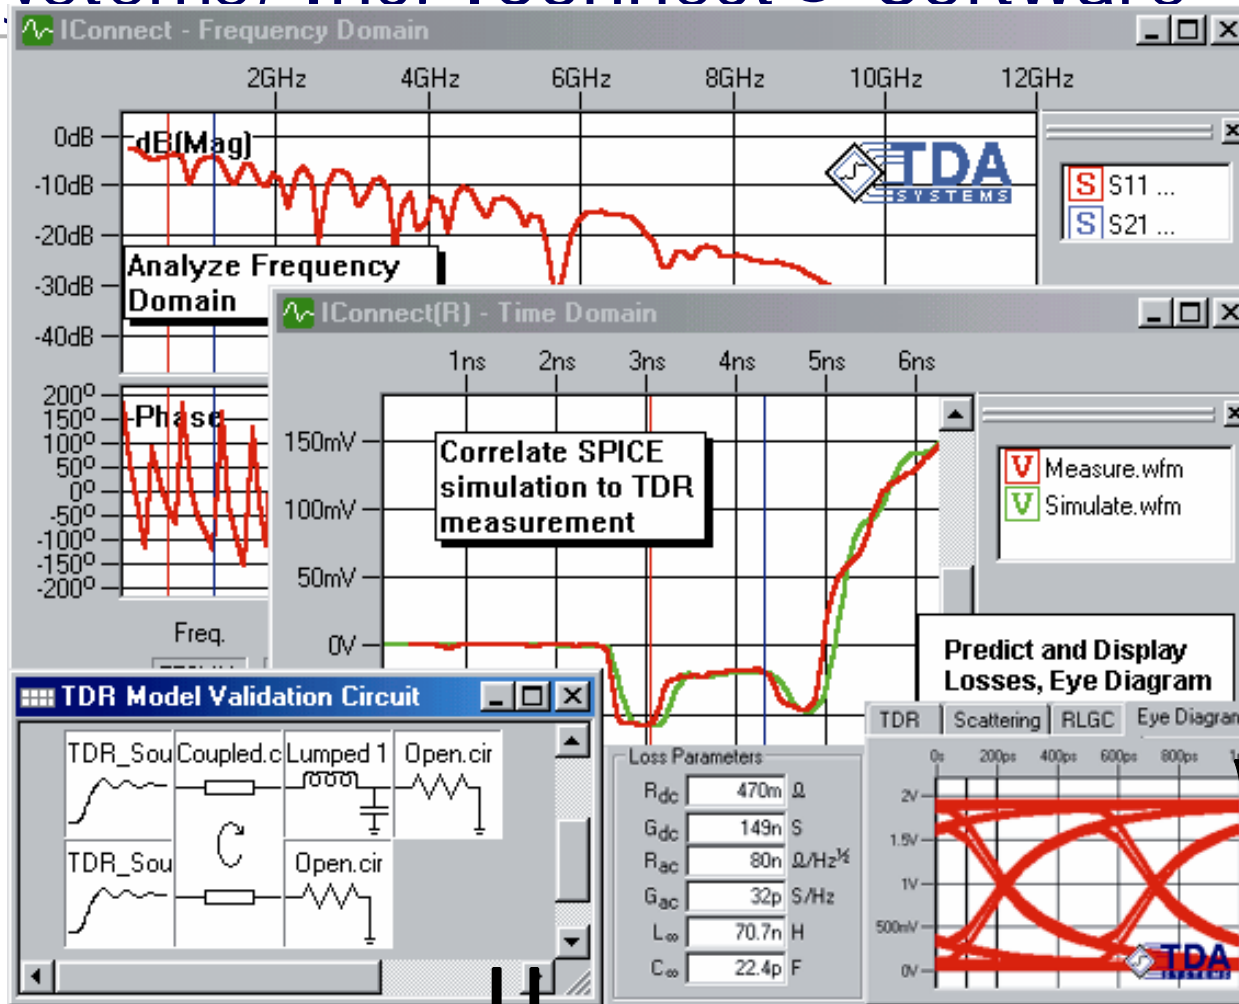 IConnect - Frequency Domain
2GHz 4GHz 6GHz 8GHz 10GHz 12GHz
0dB
-10dB
-20dB
-30dB
-40dB
dB(Mag)
TDA
SYSTEMS
S S11 ...
S S21 ...
Analyze Frequency
Domain
200º
150º
100º
50º
0º
-50º
-100º
-150º
-200º
Phase
Freq.
IConnect(R) - Time Domain
1ns 2ns 3ns 4ns 5ns 6ns
150mV
100mV
50mV
0V
Correlate SPICE
simulation to TDR
measurement
V Measure.wfm
V Simulate.wfm
Predict and Display
Losses, Eye Diagram
TDR Model Validation Circuit
TDR_Sou Coupled.c Lumped 1 Open.cir
TDR_Sou Open.cir
Loss Parameters
Rdc 470m Ω
Gdc 149n S
Rac 80n Ω/Hz½
Gac 32p S/Hz
L∞ 70.7n H
C∞ 22.4p F
TDR Scattering RLGC Eye Diagran
0s 200ps 400ps 600ps 800ps
2V
1.5V
1V
500mV
0V
TDA
SYSTEMS